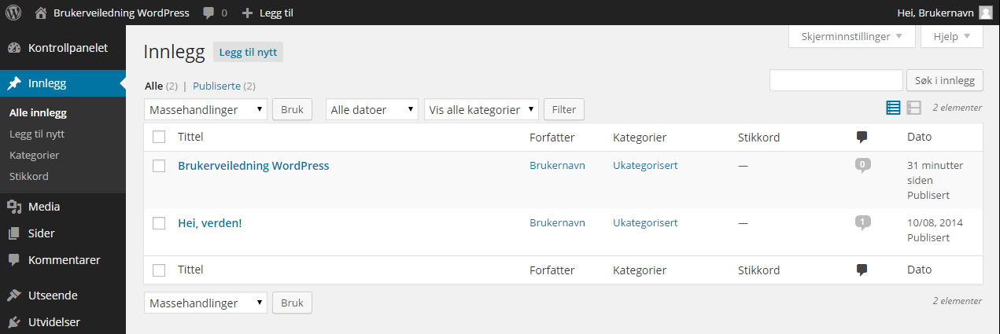 Brukerveiledning WordPress 0 Legg til Hei, Brukernavn
Skjerminnstillinger Hjelp
Kontrollpanelet
Innlegg
Alle innlegg
Legg til nytt
Kategorier
Stikkord
Media
Sider
Kommentarer
Utseende
Utvidelser
Innlegg Legg til nytt
Alle (2) | Publiserte (2)
Søk i innlegg
Massehandlinger Bruk Alle datoer Vis alle kategorier Filter 2 elementer
Tittel Forfatter Kategorier Stikkord Dato
Brukerveiledning WordPress Brukernavn Ukategorisert — 0 31 minutter
siden
Publisert
Hei, verden! Brukernavn Ukategorisert — 1 10/08, 2014
Publisert
Tittel Forfatter Kategorier Stikkord Dato
Massehandlinger Bruk 2 elementer